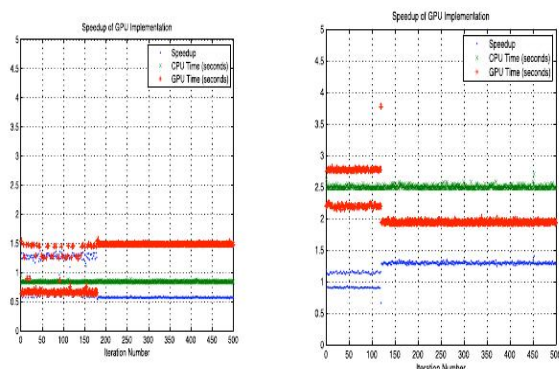 Speedup of GPU Implementation
Speedup
CPU Time (seconds)
GPU Time (seconds)
5
4.5
4
3.5
3
2.5
2
1.5
1
0.5
0
0 50 100 150 200 250 300 350 400 450 500
Iteration Number
Speedup of GPU Implementation
Speedup
CPU Time (seconds)
GPU Time (seconds)
5
4.5
4
3.5
3
2.5
2
1.5
1
0.5
0
0 50 100 150 200 250 300 350 400 450 500
Iteration Number